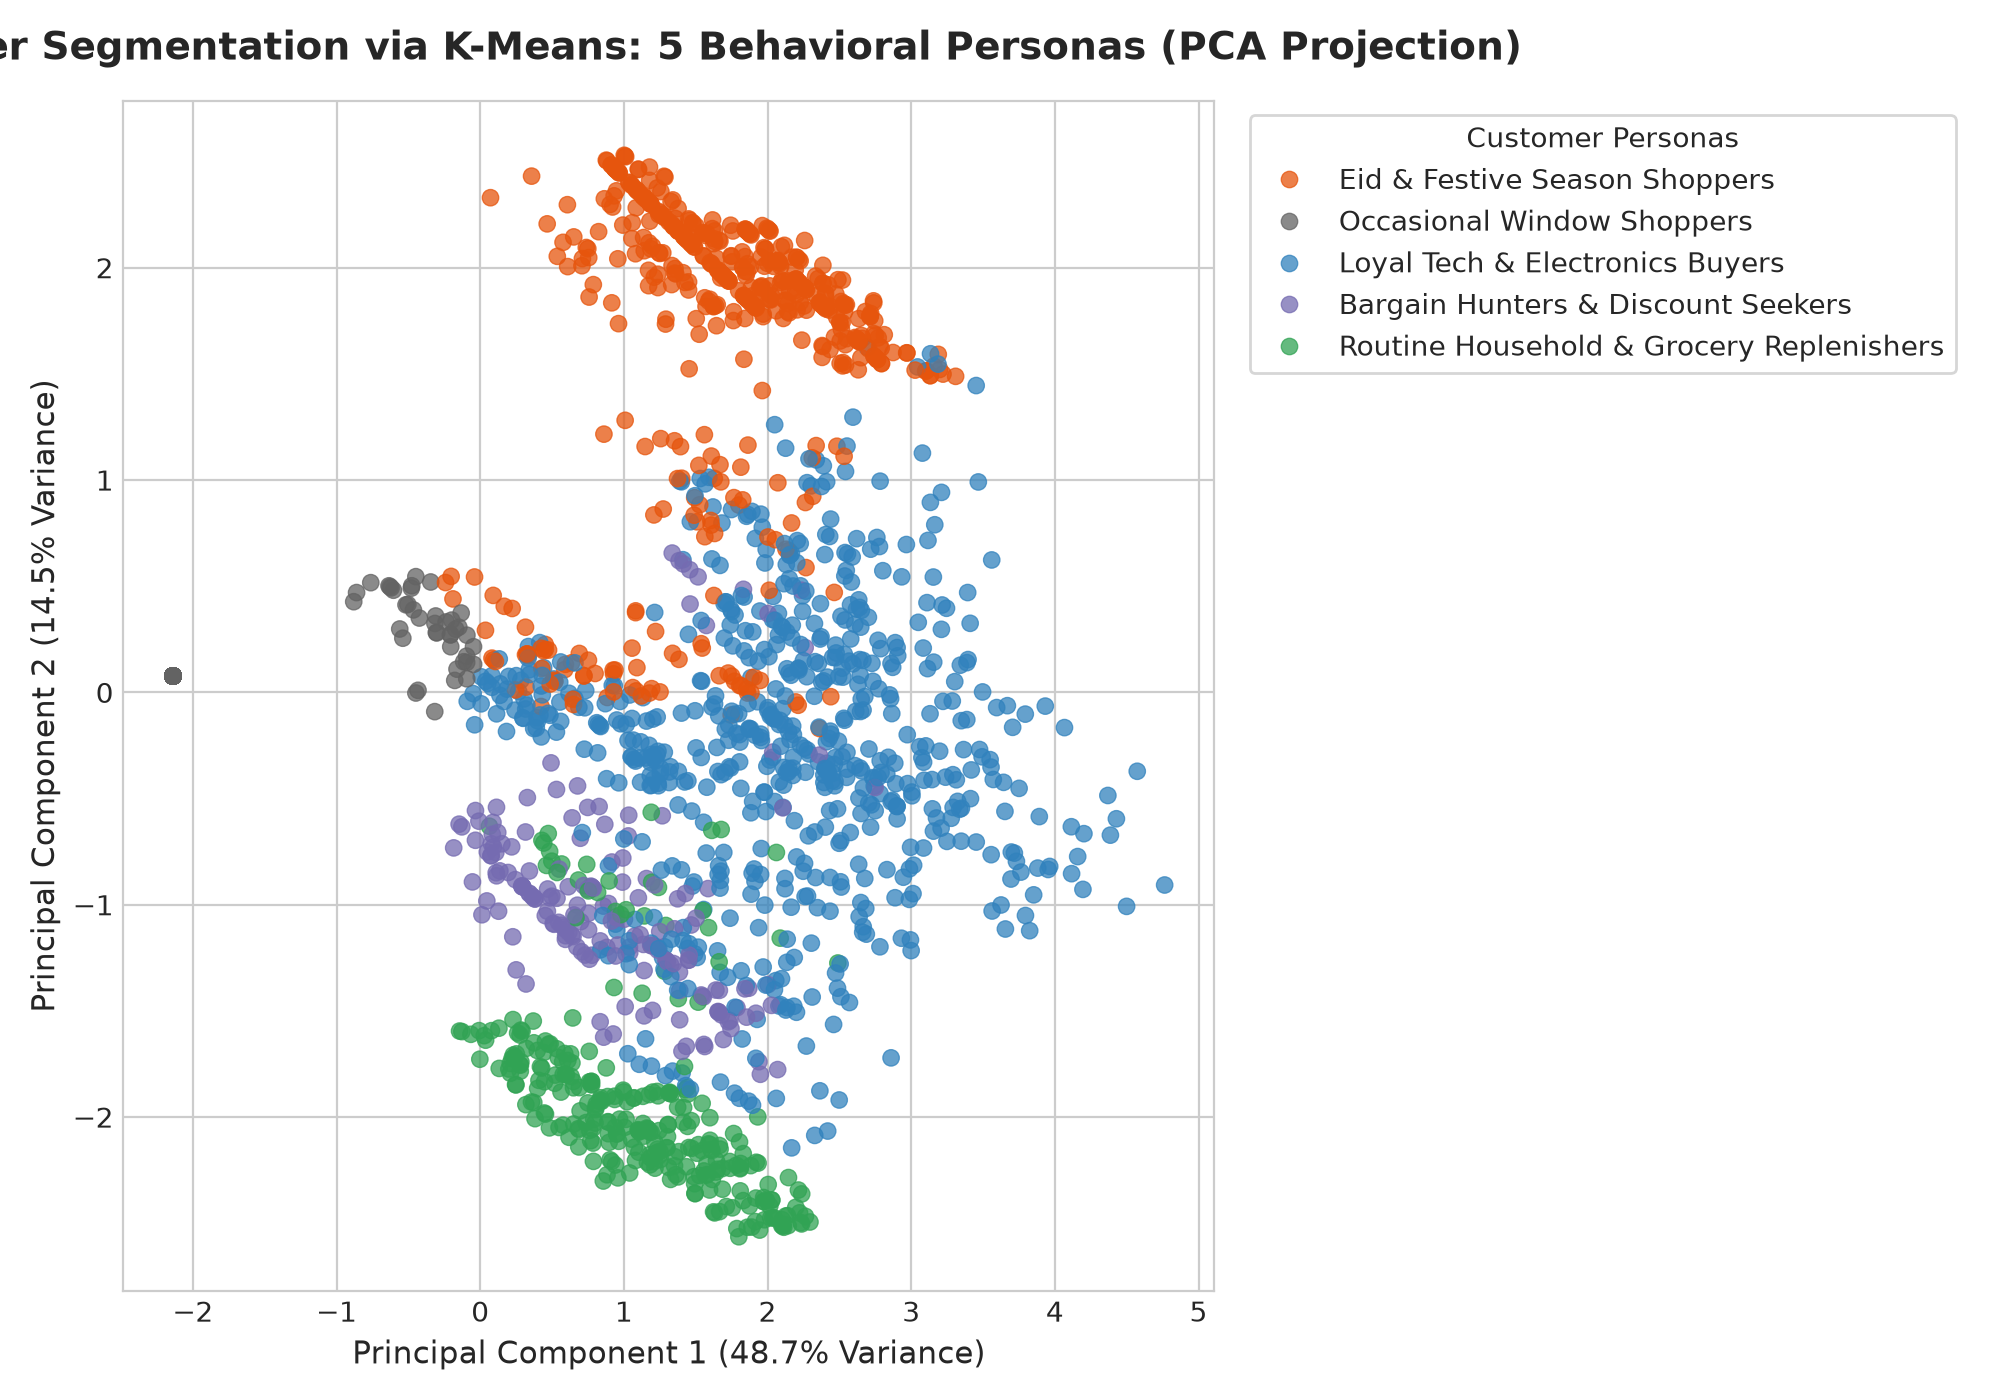 er Segmentation via K-Means: 5 Behavioral Personas (PCA Projection)
Customer Personas
Eid & Festive Season Shoppers
Occasional Window Shoppers
Loyal Tech & Electronics Buyers
Bargain Hunters & Discount Seekers
Routine Household & Grocery Replenishers
Principal Component 2 (14.5% Variance)
2
1
0
−1
−2
−2 −1 0 1 2 3 4 5
Principal Component 1 (48.7% Variance)